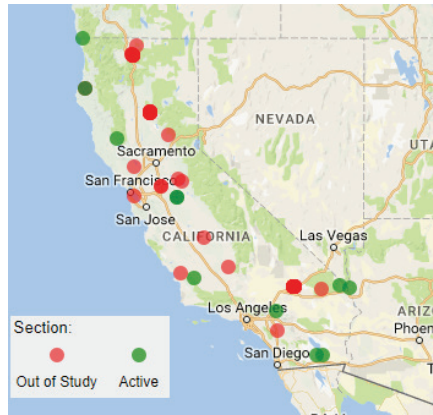 NEVADA
UTA
Sacramento
San Francisco
San Jose
CALIFORNIA
Las Vegas
Los Angeles
ARIZ
Phoen
San Diego
Section:
Out of Study
Active